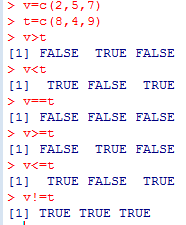 > v=c(2,5,7)
> t=c(8,4,9)
> v>t
[1] FALSE  TRUE FALSE
> v<t
[1]  TRUE FALSE  TRUE
> v==t
[1] FALSE FALSE FALSE
> v>=t
[1] FALSE  TRUE FALSE
> v<=t
[1]  TRUE FALSE  TRUE
> v!=t
[1] TRUE TRUE TRUE